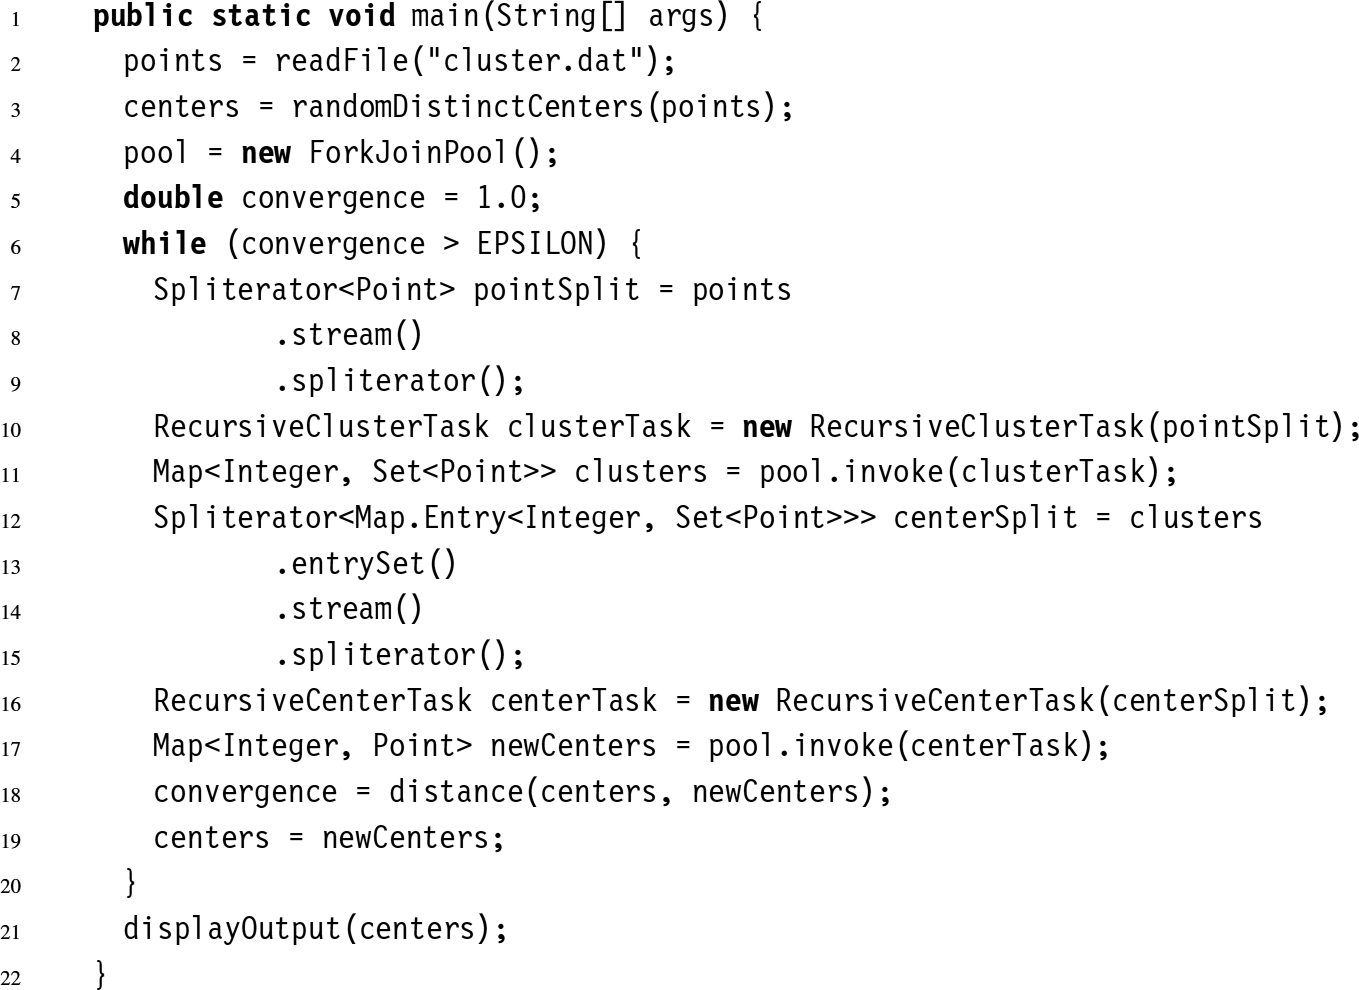 1 public static void main(String[] args) {
2 points = readFile("cluster.dat");
3 centers = randomDistinctCenters(points);
4 pool = new ForkJoinPool();
5 double convergence = 1.0;
6 while (convergence > EPSILON) {
7 Spliterator<Point> pointSplit = points
8 .stream()
9 .spliterator();
10 RecursiveClusterTask clusterTask = new RecursiveClusterTask(pointSplit);
11 Map<Integer, Set<Point>> clusters = pool.invoke(clusterTask);
12 Spliterator<Map.Entry<Integer, Set<Point>>> centerSplit = clusters
13 .entrySet()
14 .stream()
15 .spliterator();
16 RecursiveCenterTask centerTask = new RecursiveCenterTask(centerSplit);
17 Map<Integer, Point> newCenters = pool.invoke(centerTask);
18 convergence = distance(centers, newCenters);
19 centers = newCenters;
20 }
21 displayOutput(centers);
22 }